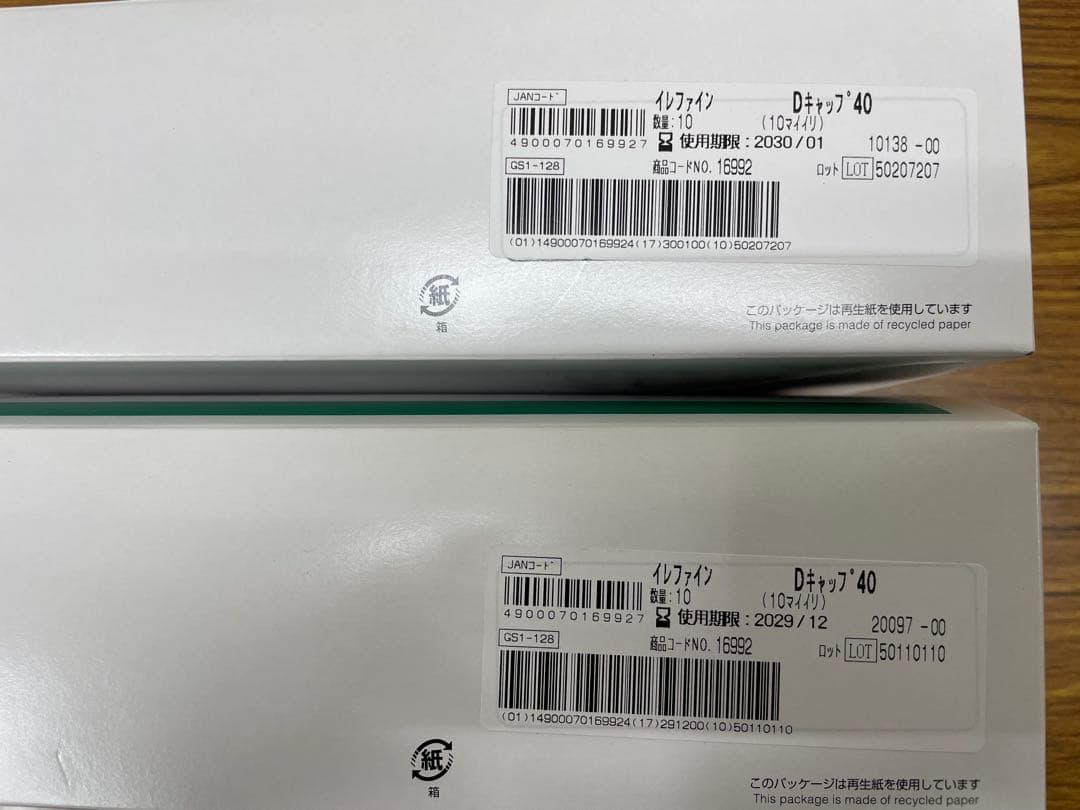 JANコード
イレファイン Dキャップ40
数量:10 (10マイイリ)
4900070169927
使用期限:2030/01 10138-00
GS1-128
商品コードNO. 16992 ロット LOT 50207207
(01)14900070169924(17)300100(10)50207207
紙
箱
このパッケージは再生紙を使用しています
This package is made of recycled paper
JANコード
イレファイン Dキャップ40
数量:10 (10マイイリ)
4900070169927
使用期限:2029/12 20097-00
GS1-128
商品コードNO. 16992 ロット LOT 50110110
(01)14900070169924(17)291200(10)50110110
紙
箱
このパッケージは再生紙を使用しています
This package is made of recycled paper